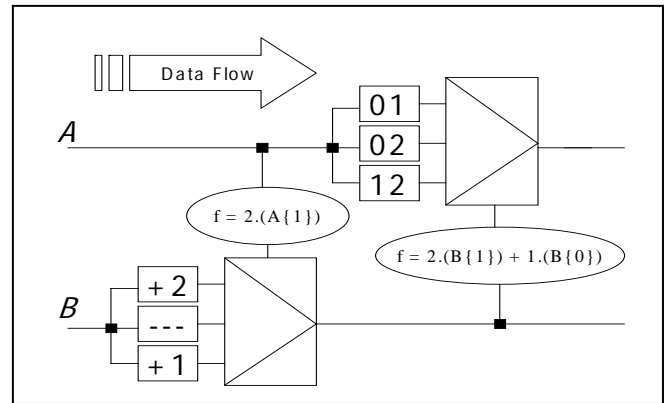 Data Flow
A
01
02
12
f = 2.(A{1})
f = 2.(B{1}) + 1.(B{0})
B
+2
---
+1